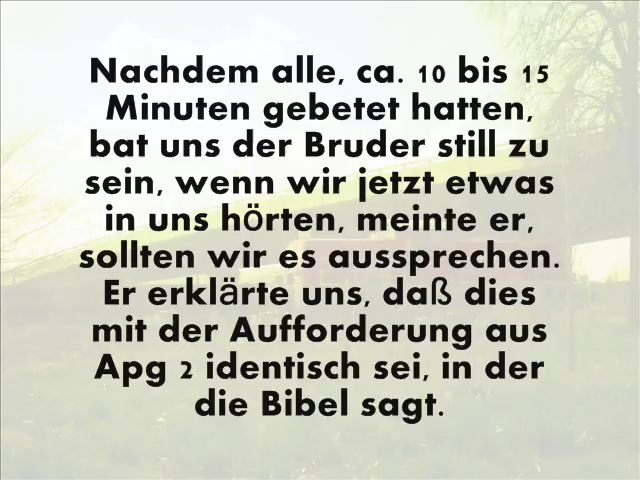 Nachdem alle, ca. 10 bis 15
Minuten gebetet hatten,
bat uns der Bruder still zu
sein, wenn wir jetzt etwas
in uns hörten, meinte er,
sollten wir es aussprechen.
Er erklärte uns, daß dies
mit der Aufforderung aus
Apg 2 identisch sei, in der
die Bibel sagt.